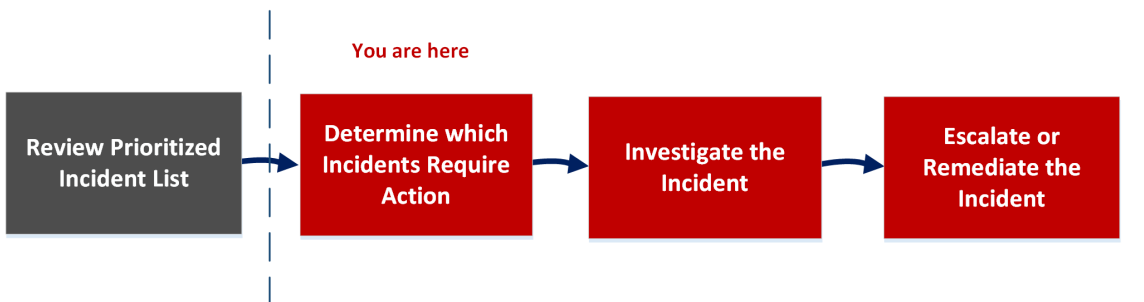 You are here
Review Prioritized
Incident List
Determine which
Incidents Require
Action
Investigate the
Incident
Escalate or
Remediate the
Incident